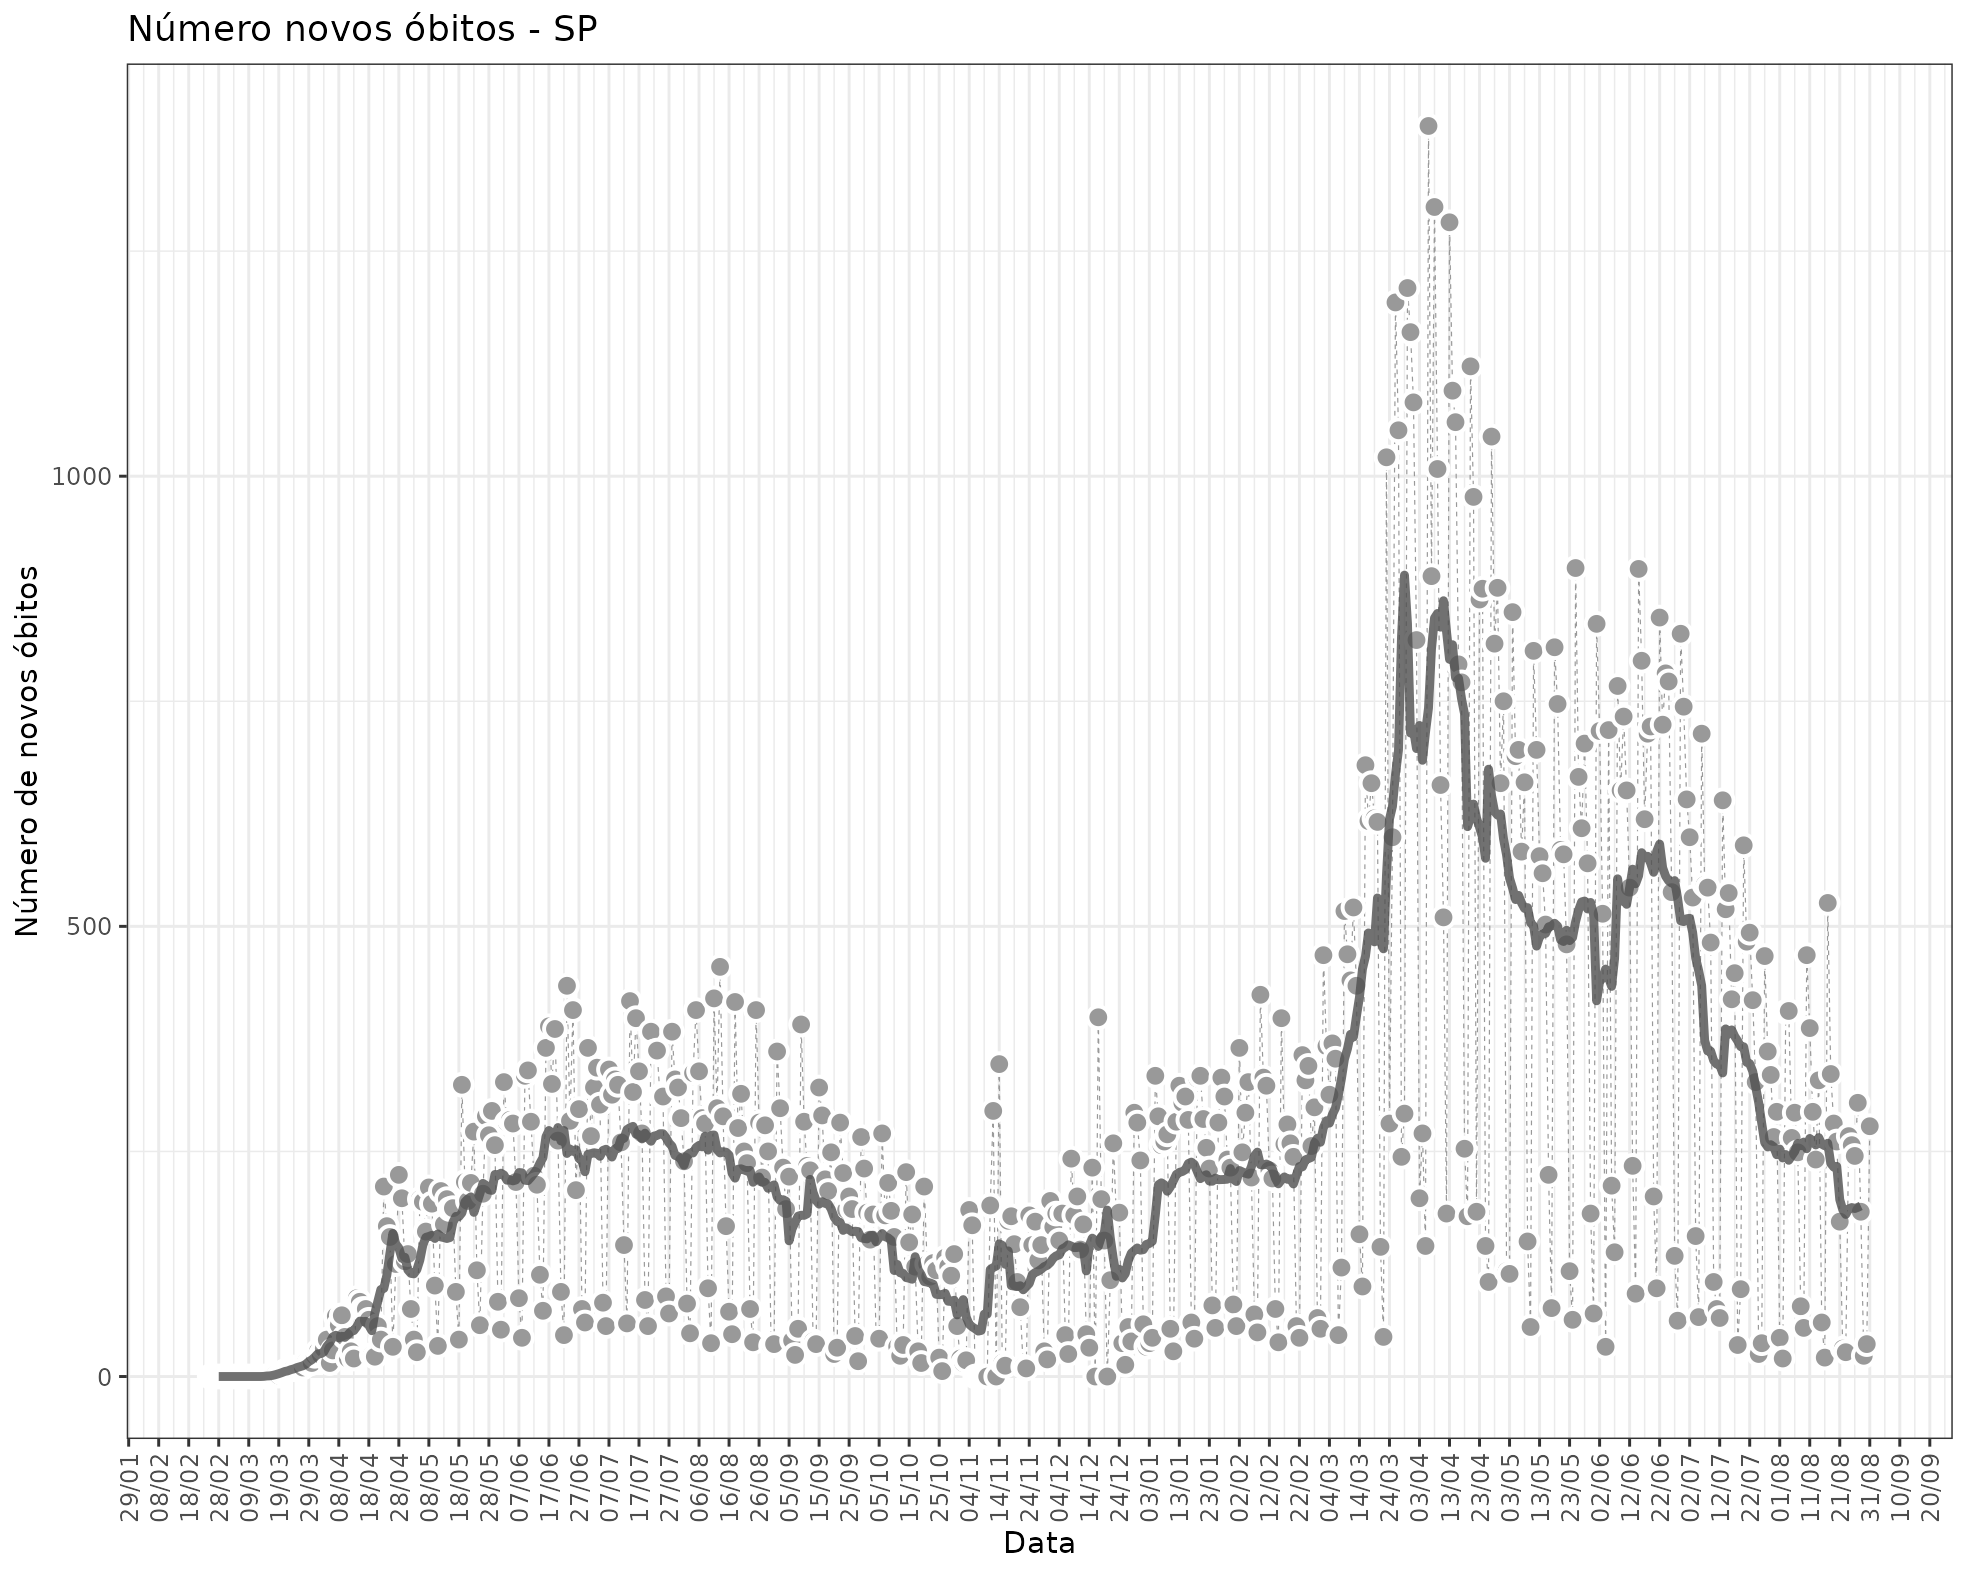 Número novos óbitos - SP
Número de novos óbitos
1000
500
0
29/01 08/02 18/02 28/02 09/03 19/03 29/03 08/04 18/04 28/04 08/05 18/05 28/05 07/06 17/06 27/06 07/07 17/07 27/07 06/08 16/08 26/08 05/09 15/09 25/09 05/10 15/10 25/10 04/11 14/11 24/11 04/12 14/12 24/12 03/01 13/01 23/01 02/02 12/02 22/02 04/03 14/03 24/03 03/04 13/04 23/04 03/05 13/05 23/05 02/06 12/06 22/06 02/07 12/07 22/07 01/08 11/08 21/08 31/08 10/09 20/09
Data